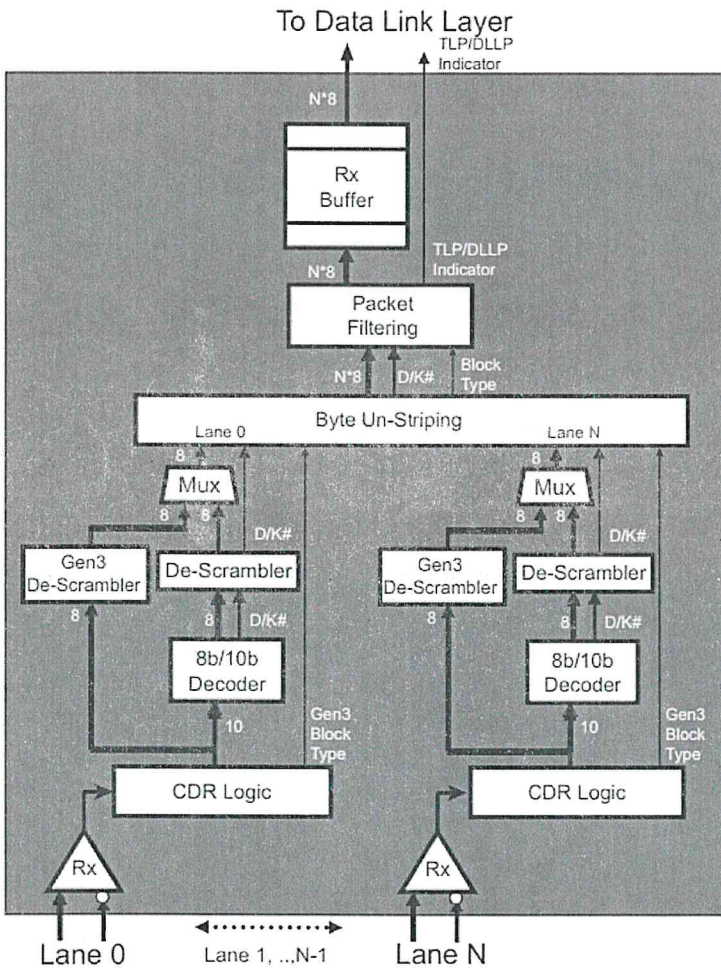 To Data Link Layer
TLP/DLLP
Indicator
N*8
Rx
Buffer
TLP/DLLP
Indicator
N*8
Packet
Filtering
N*8
D/K#
Block
Type
Byte Un-Striping
Lane 0
Lane N
8
8
Mux
Mux
8
8
8
8
D/K#
D/K#
Gen3
De-Scrambler
De-Scrambler
Gen3
De-Scrambler
De-Scrambler
8
8
D/K#
8
8
D/K#
8b/10b
Decoder
8b/10b
Decoder
10
Gen3
Block
Type
10
Gen3
Block
Type
CDR Logic
CDR Logic
Rx
Rx
Lane 0
Lane 1, ..,N-1
Lane N